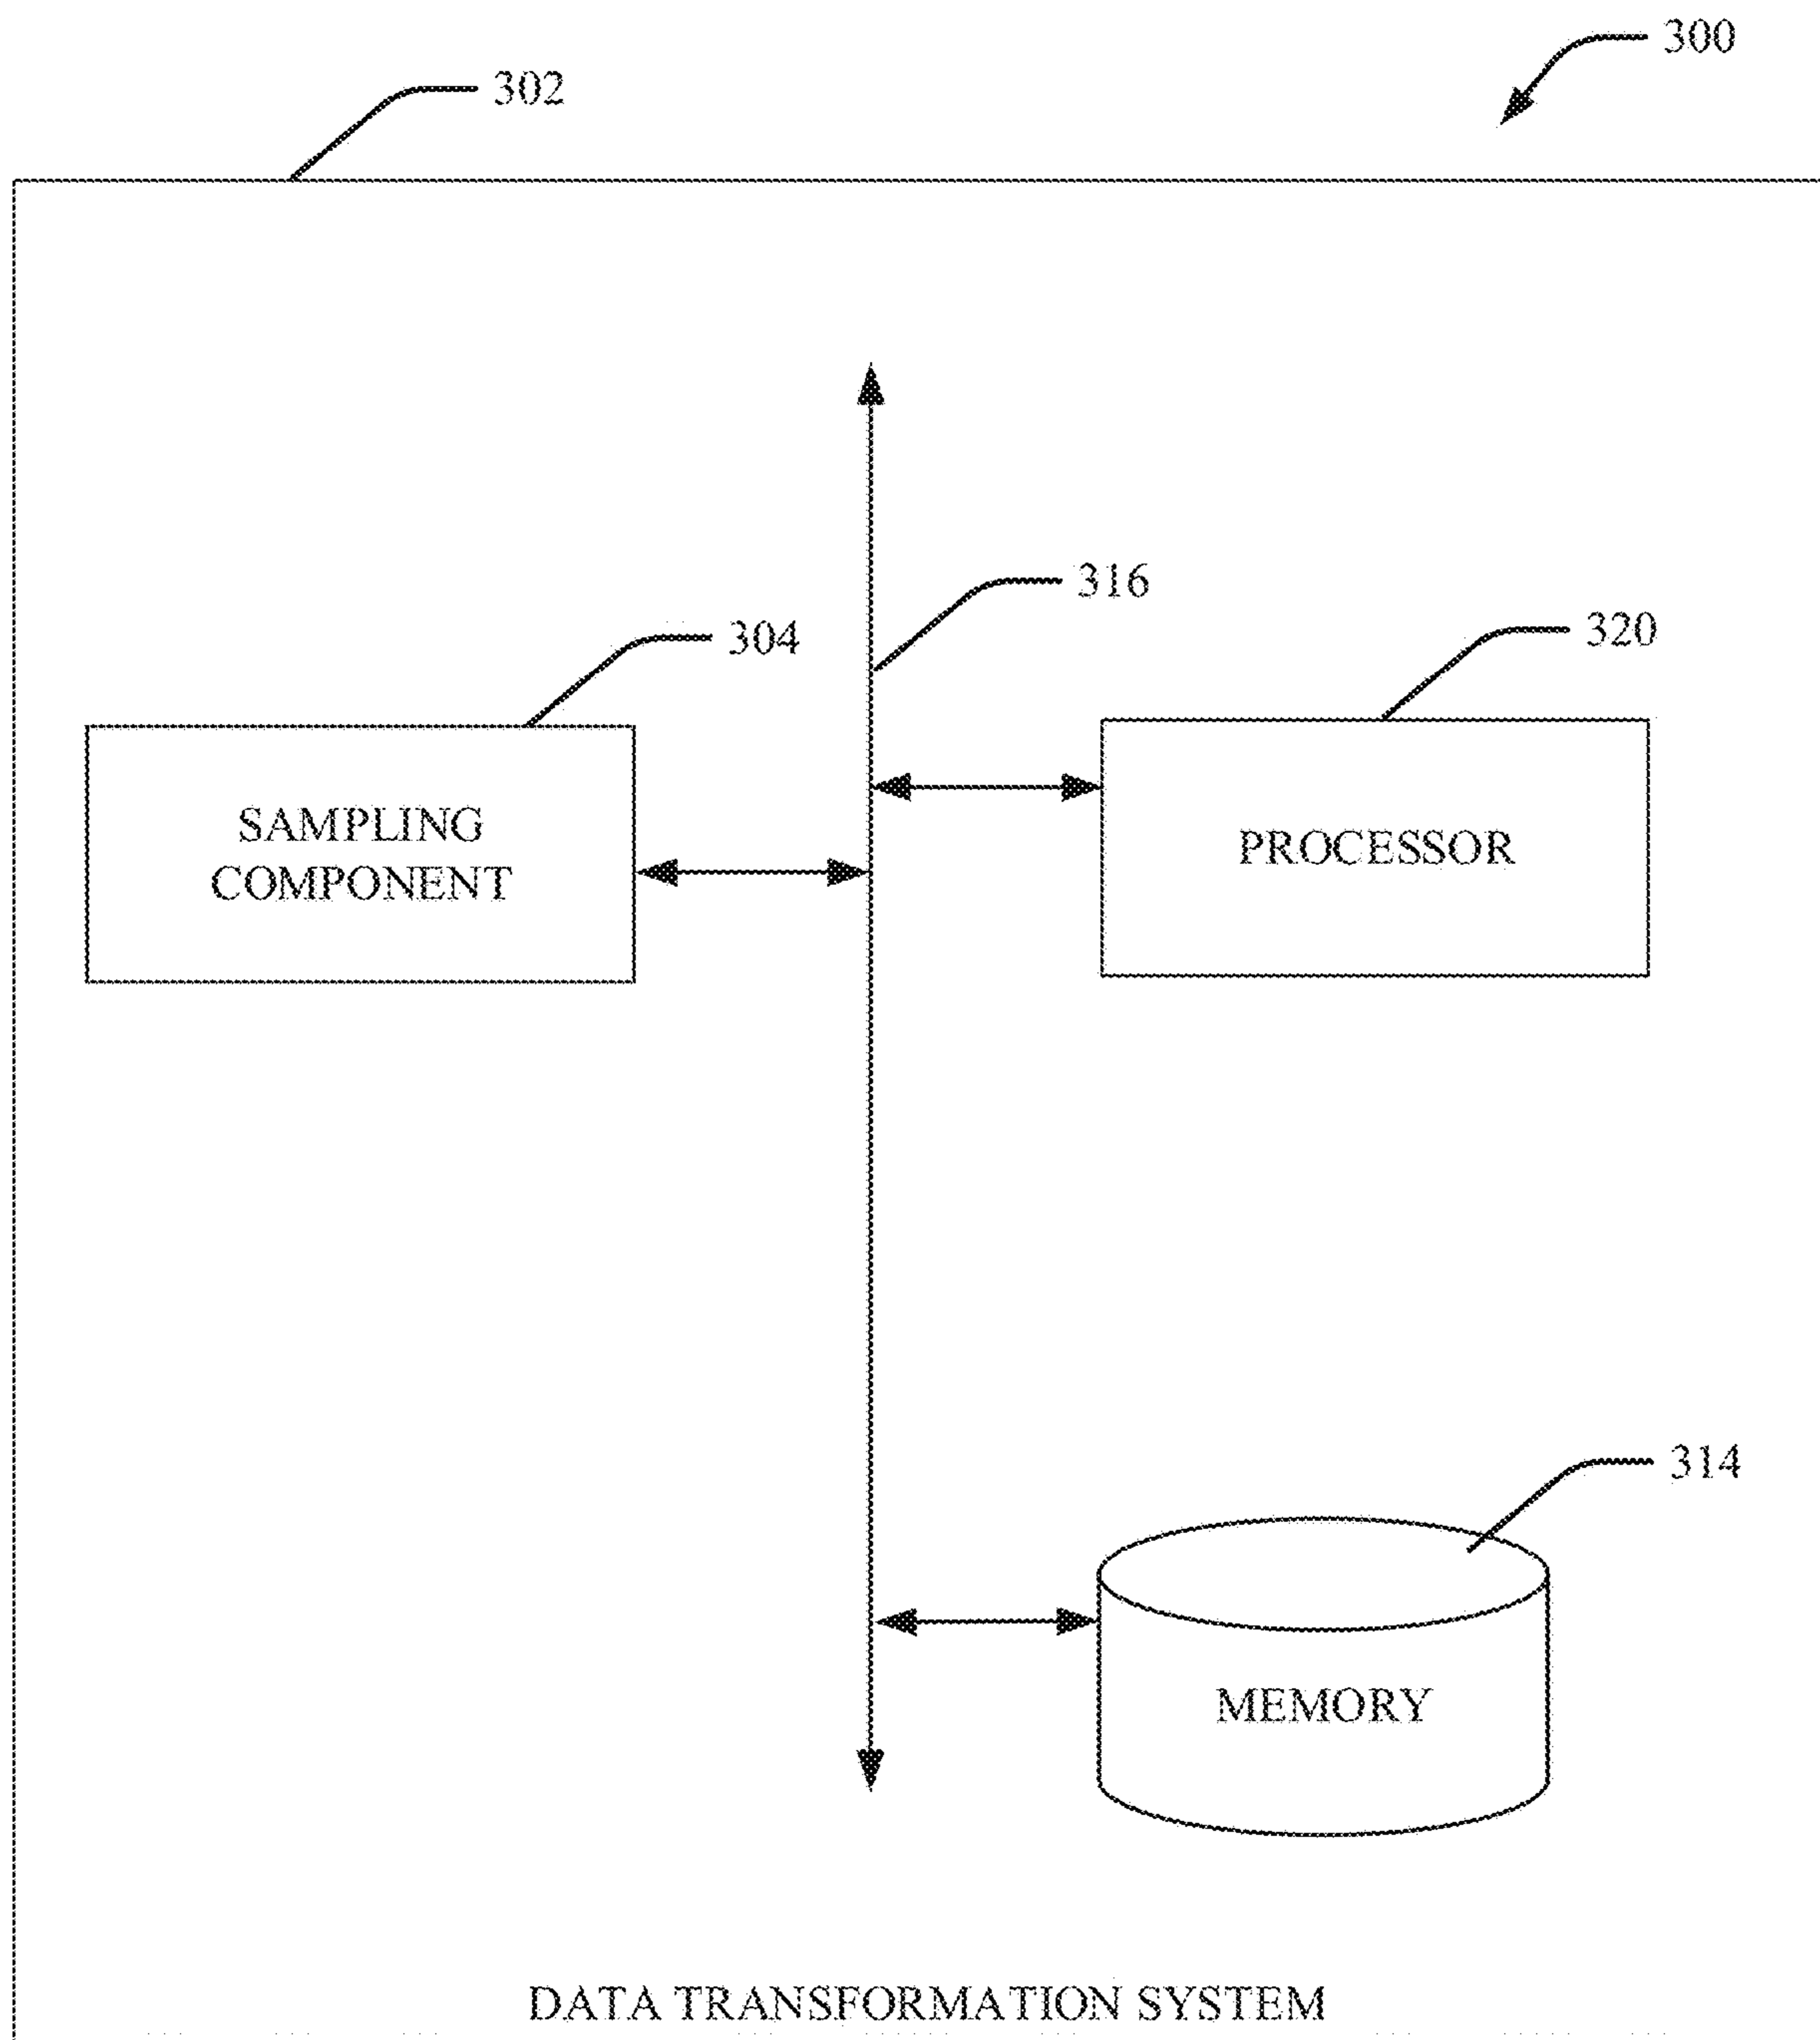 300
302
316
304
320
SAMPLING
COMPONENT
PROCESSOR
314
MEMORY
DATA TRANSFORMATION SYSTEM